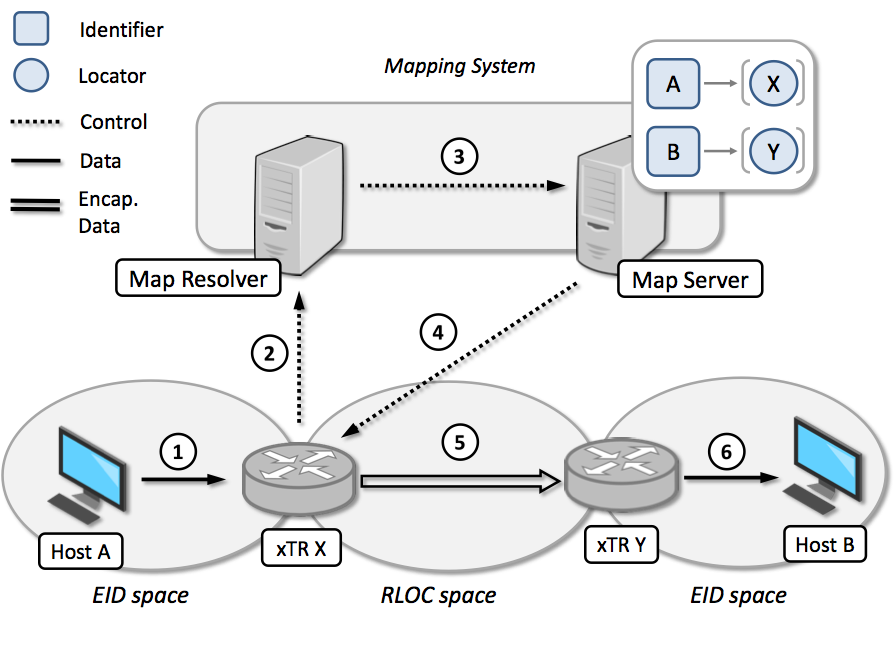 Identifier
Locator
Control
Data
Encap.
Data
Mapping System
A
X
B
Y
3
Map Resolver
Map Server
2
4
1
5
6
Host A
xTR X
xTR Y
Host B
EID space
RLOC space
EID space